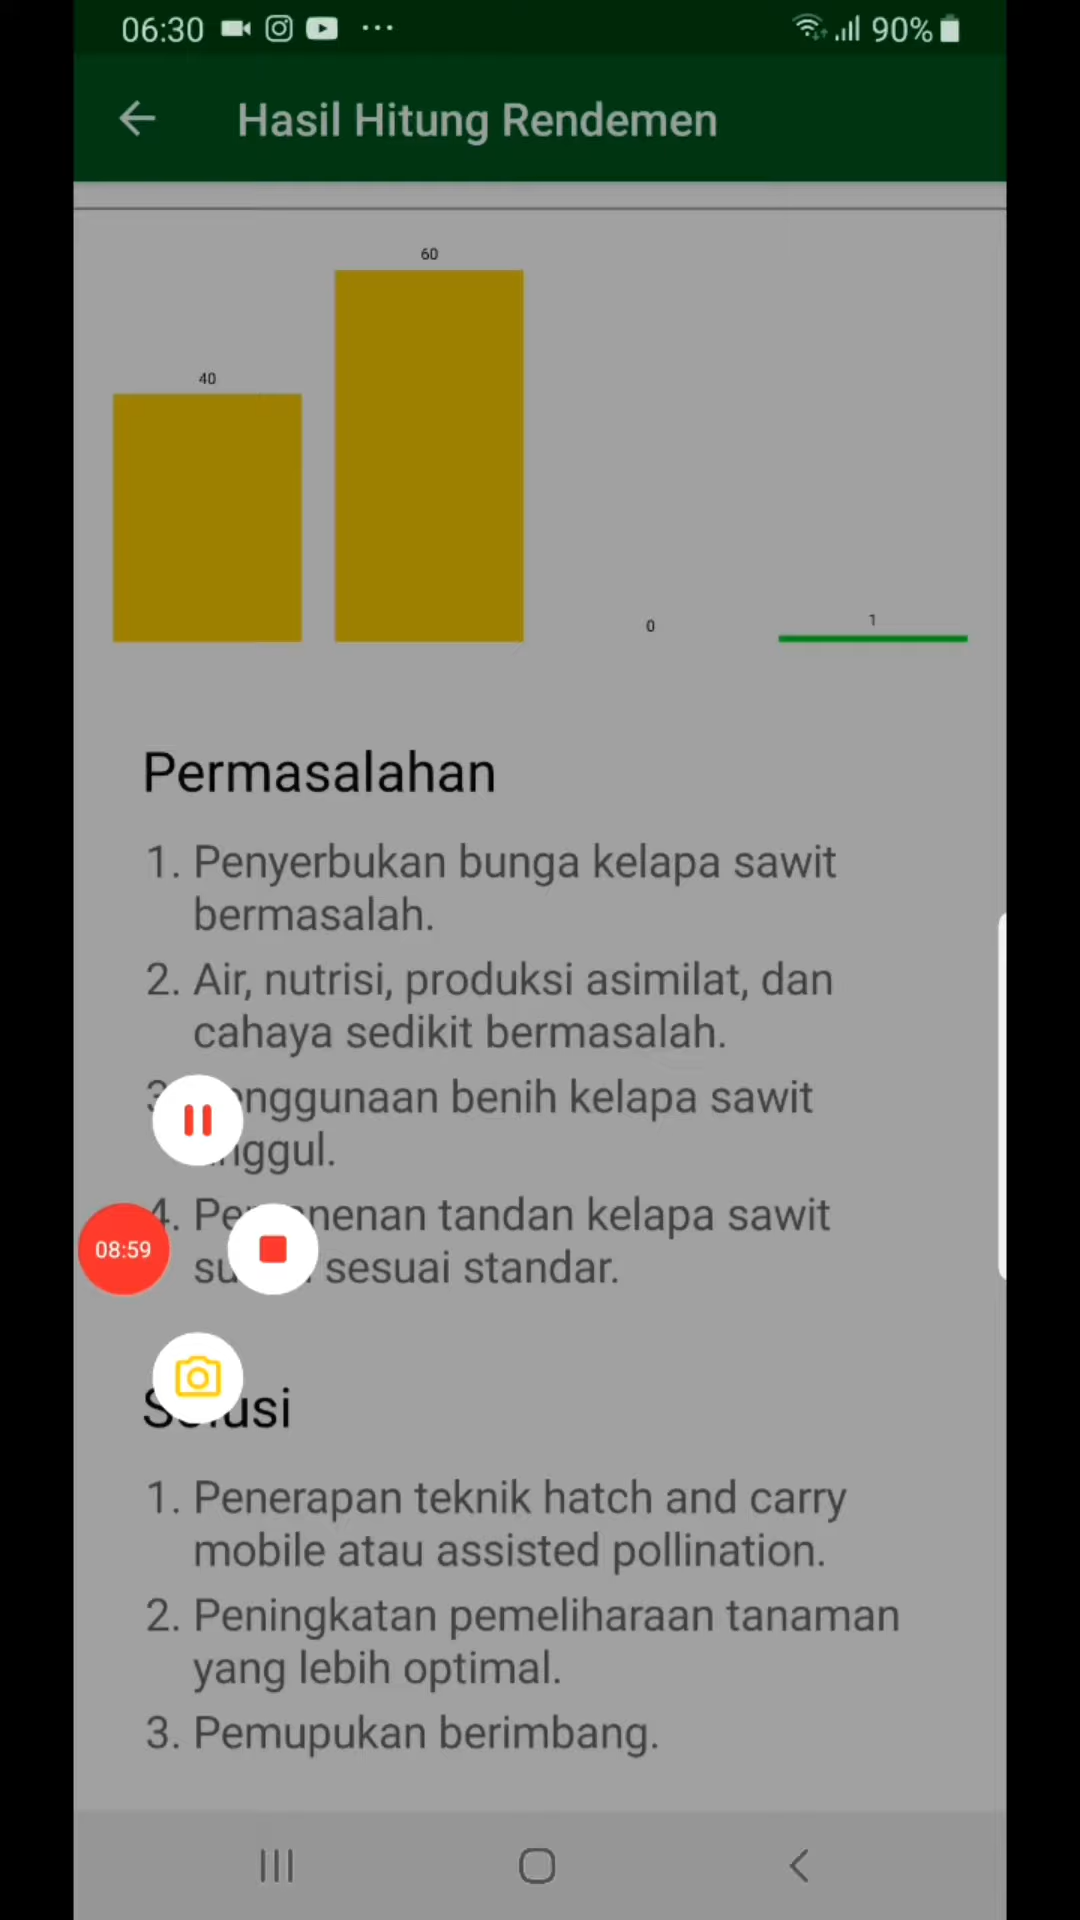 06:30 ... 90%
Hasil Hitung Rendemen
60
40
0
1
Permasalahan
1. Penyerbukan bunga kelapa sawit
bermasalah.
2. Air, nutrisi, produksi asimilat, dan
cahaya sedikit bermasalah.
nggunaan benih kelapa sawit
ggul.
4. Pe nenan tandan kelapa sawit
08:59
su sesuai standar.
S usi
1. Penerapan teknik hatch and carry
mobile atau assisted pollination.
2. Peningkatan pemeliharaan tanaman
yang lebih optimal.
3. Pemupukan berimbang.